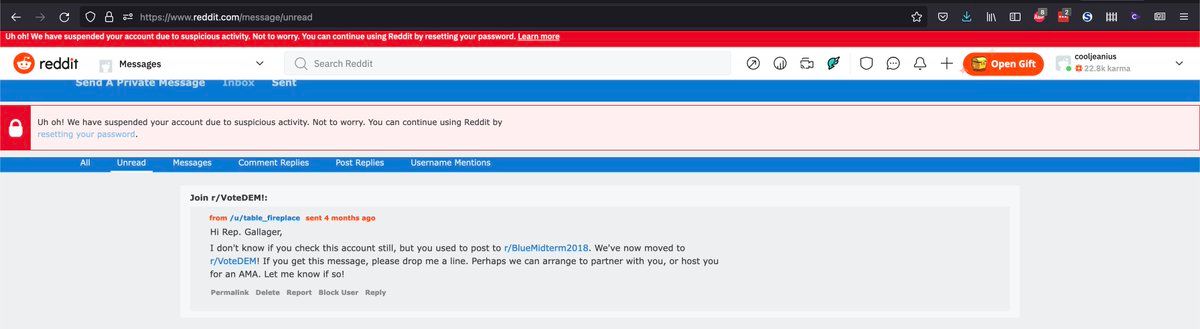 https://www.reddit.com/message/unread
8
2
Uh oh! We have suspended your account due to suspicious activity. Not to worry. You can continue using Reddit by resetting your password. Learn more
reddit
Messages
Search Reddit
Open Gift
cooljeanius
22.8k karma
Send A Private Message Inbox Sent
Uh oh! We have suspended your account due to suspicious activity. Not to worry. You can continue using Reddit by
resetting your password.
All Unread Messages Comment Replies Post Replies Username Mentions
Join r/VoteDEM!:
from /u/table_fireplace sent 4 months ago
Hi Rep. Gallager,
I don't know if you check this account still, but you used to post to r/BlueMidterm2018. We've now moved to
r/VoteDEM! If you get this message, please drop me a line. Perhaps we can arrange to partner with you, or host you
for an AMA. Let me know if so!
Permalink Delete Report Block User Reply